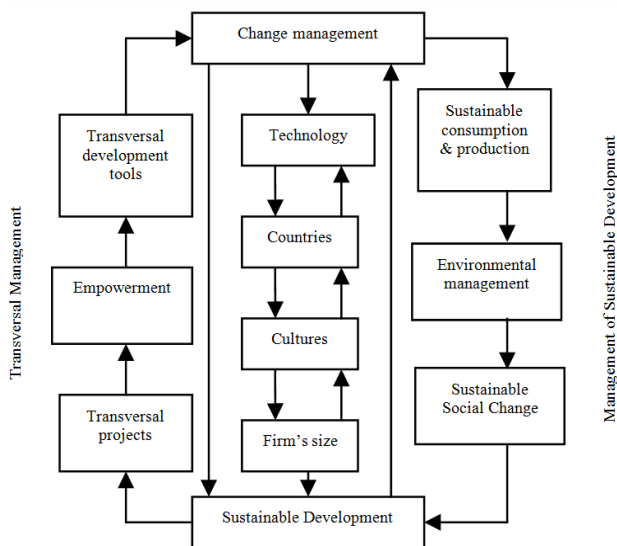 Change management
Transversal
development
tools
Technology
Sustainable
consumption
& production
Transversal Management
Countries
Empowerment
Environmental
management
Management of Sustainable Development
Cultures
Transversal
projects
Sustainable
Social Change
Firm's size
Sustainable Development